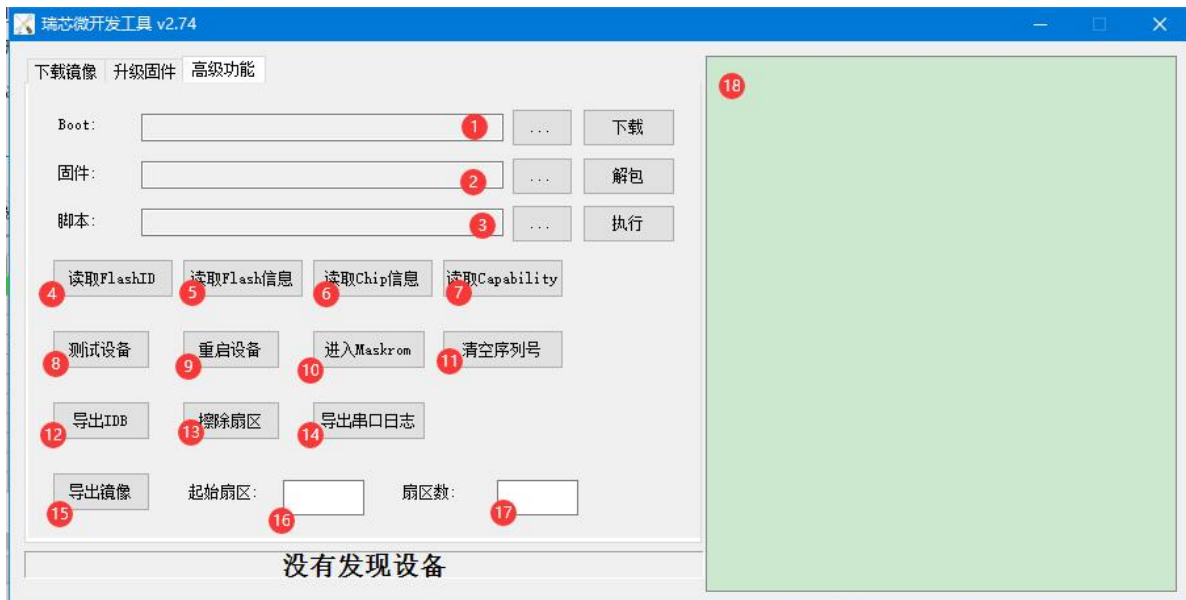 瑞芯微开发工具 v2.74
下载镜像 升级固件 高级功能
18
Boot: 1 ... 下载
固件: 2 ... 解包
脚本: 3 ... 执行
读取FlashID 读取Flash信息 读取Chip信息 读取Capability
4 5 6 7
测试设备 重启设备 进入Maskrom 清空序列号
8 9 10 11
导出IDB 擦除扇区 导出串口日志
12 13 14
导出镜像 起始扇区: 扇区数:
15 16 17
没有发现设备